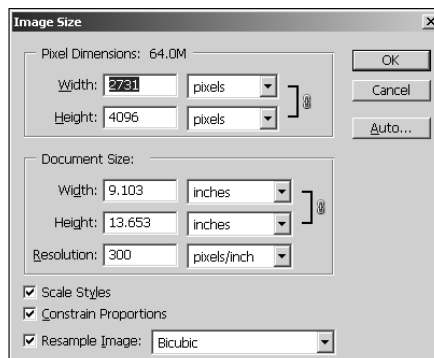 Image Size
Pixel Dimensions: 64.0M
OK
Width: 2731 pixels
Cancel
Height: 4096 pixels
Auto...
Document Size:
Width: 9.103 inches
Height: 13.653 inches
Resolution: 300 pixels/inch
Scale Styles
Constrain Proportions
Resample Image: Bicubic